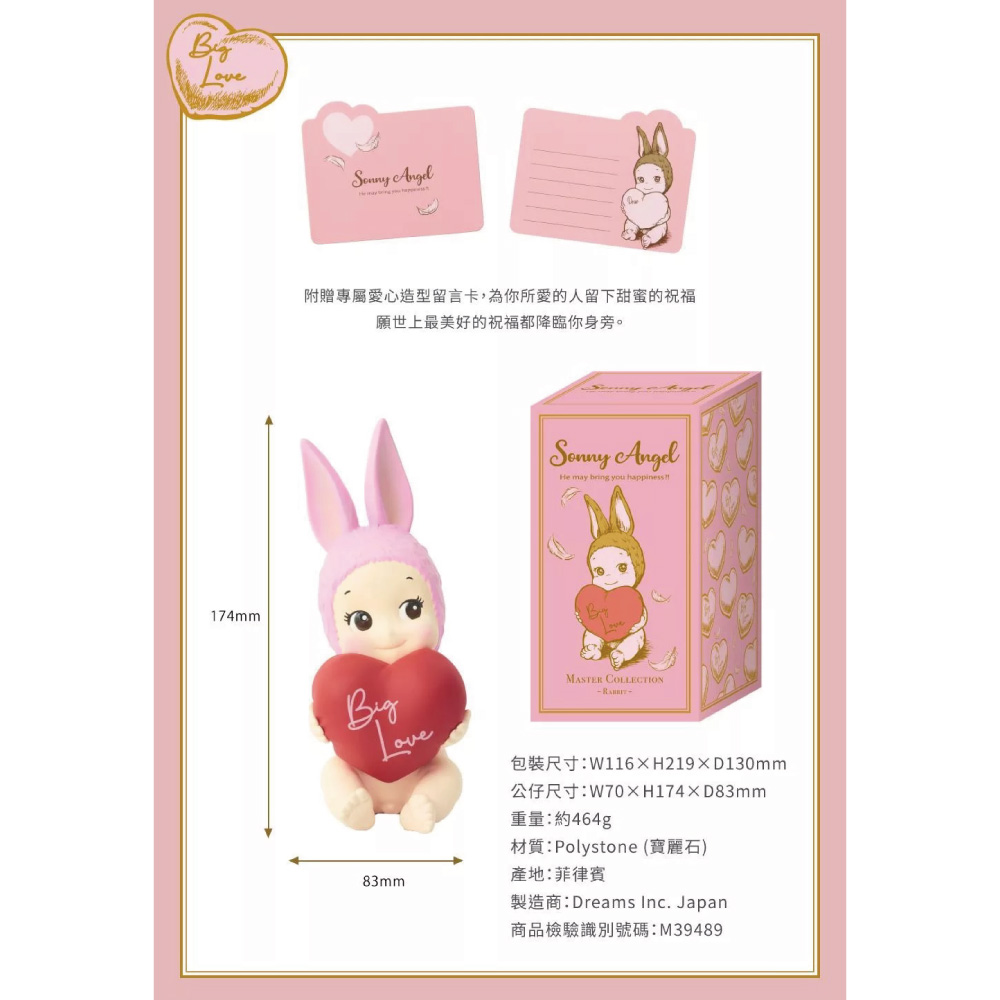 Big
Love
Sonny Angel
He may bring you happiness!!
Dear
附贈專屬愛心造型留言卡,為你所愛的人留下甜蜜的祝福
願世上最美好的祝福都降臨你身旁。
Sonny Angel
Sonny Angel
He may bring you happiness!!
Big
Love
MASTER COLLECTION
- RABBIT -
174mm
Big
Love
83mm
包裝尺寸:W116×H219×D130mm
公仔尺寸:W70×H174×D83mm
重量:約464g
材質:Polystone (寶麗石)
產地:菲律賓
製造商:Dreams Inc. Japan
商品檢驗識別號碼:M39489